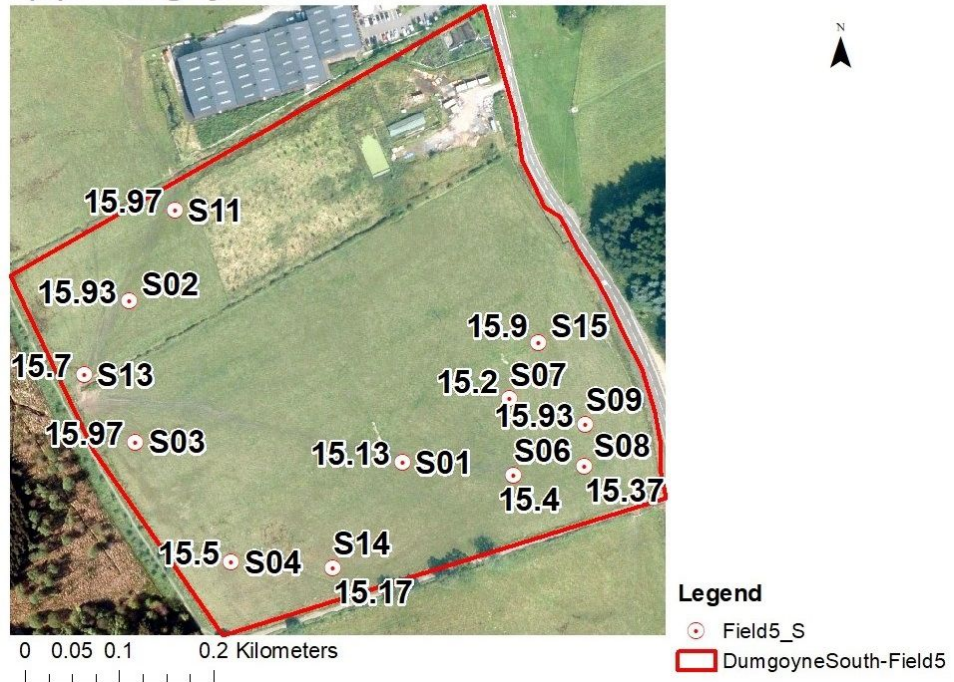 N
15.97 S11
15.93 S02
15.9 S15
15.7 S13
15.2 S07
15.93 S09
15.97 S03
15.13 S01
S06 S08
15.4 15.37
15.5 S04
S14
15.17
Legend
Field5_S
DumgoyneSouth-Field5
0 0.05 0.1 0.2 Kilometers